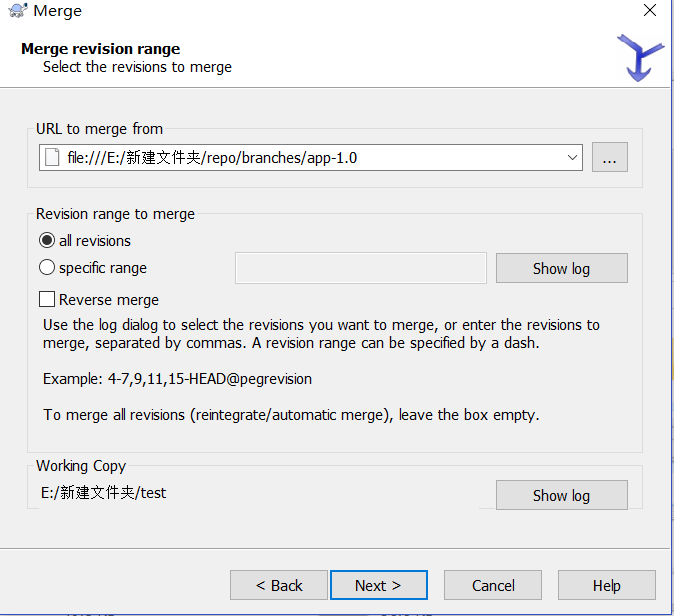 Merge
Merge revision range
Select the revisions to merge
URL to merge from
file:///E:/新建文件夹/repo/branches/app-1.0
...
Revision range to merge
all revisions
specific range
Show log
Reverse merge
Use the log dialog to select the revisions you want to merge, or enter the revisions to
merge, separated by commas. A revision range can be specified by a dash.
Example: 4-7,9,11,15-HEAD@pegrevision
To merge all revisions (reintegrate/automatic merge), leave the box empty.
Working Copy
E:/新建文件夹/test
Show log
< Back
Next >
Cancel
Help